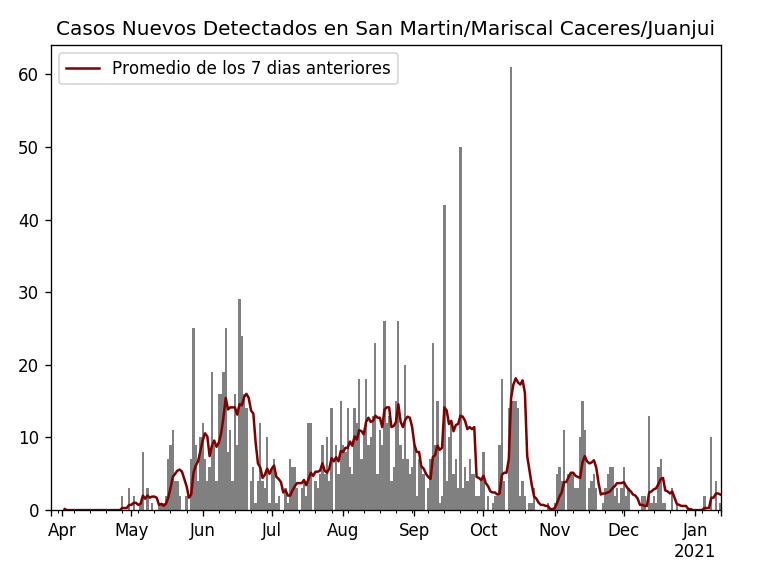 Casos Nuevos Detectados en San Martin/Mariscal Caceres/Juanjui
Promedio de los 7 dias anteriores
60
50
40
30
20
10
0
Apr May Jun Jul Aug Sep Oct Nov Dec Jan
2021